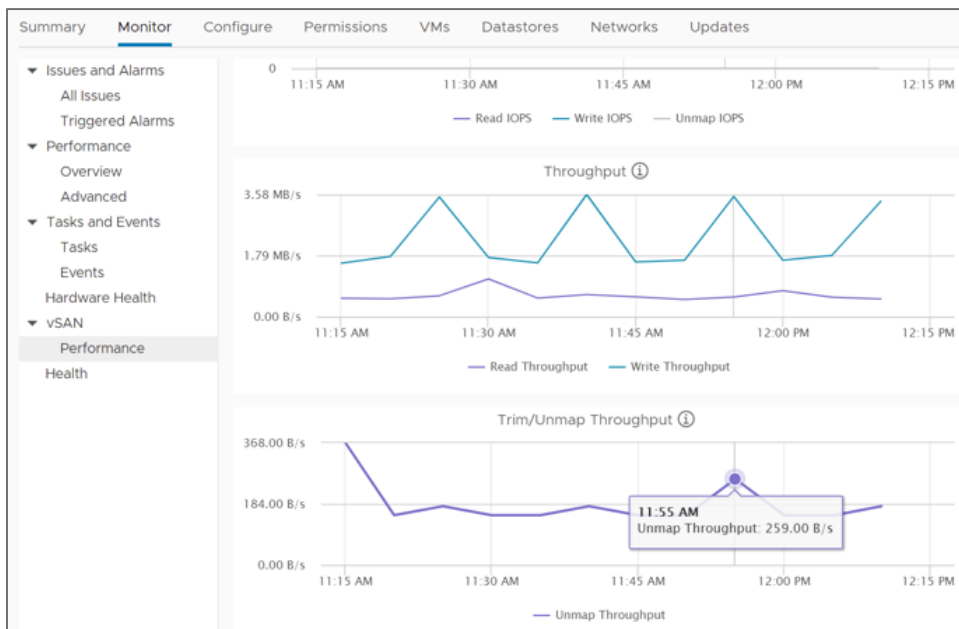 Summary Monitor Configure Permissions VMs Datastores Networks Updates
Issues and Alarms
All Issues
Triggered Alarms
Performance
Overview
Advanced
Tasks and Events
Tasks
Events
Hardware Health
vSAN
Performance
Health
0
11:15 AM 11:30 AM 11:45 AM 12:00 PM 12:15 PM
Read IOPS Write IOPS Unmap IOPS
Throughput
3.58 MB/s
1.79 MB/s
0.00 B/s
11:15 AM 11:30 AM 11:45 AM 12:00 PM 12:15 PM
Read Throughput Write Throughput
Trim/Unmap Throughput
368.00 B/s
184.00 B/s
11:55 AM
Unmap Throughput: 259.00 B/s
0.00 B/s
11:15 AM 11:30 AM 11:45 AM 12:00 PM 12:15 PM
Unmap Throughput